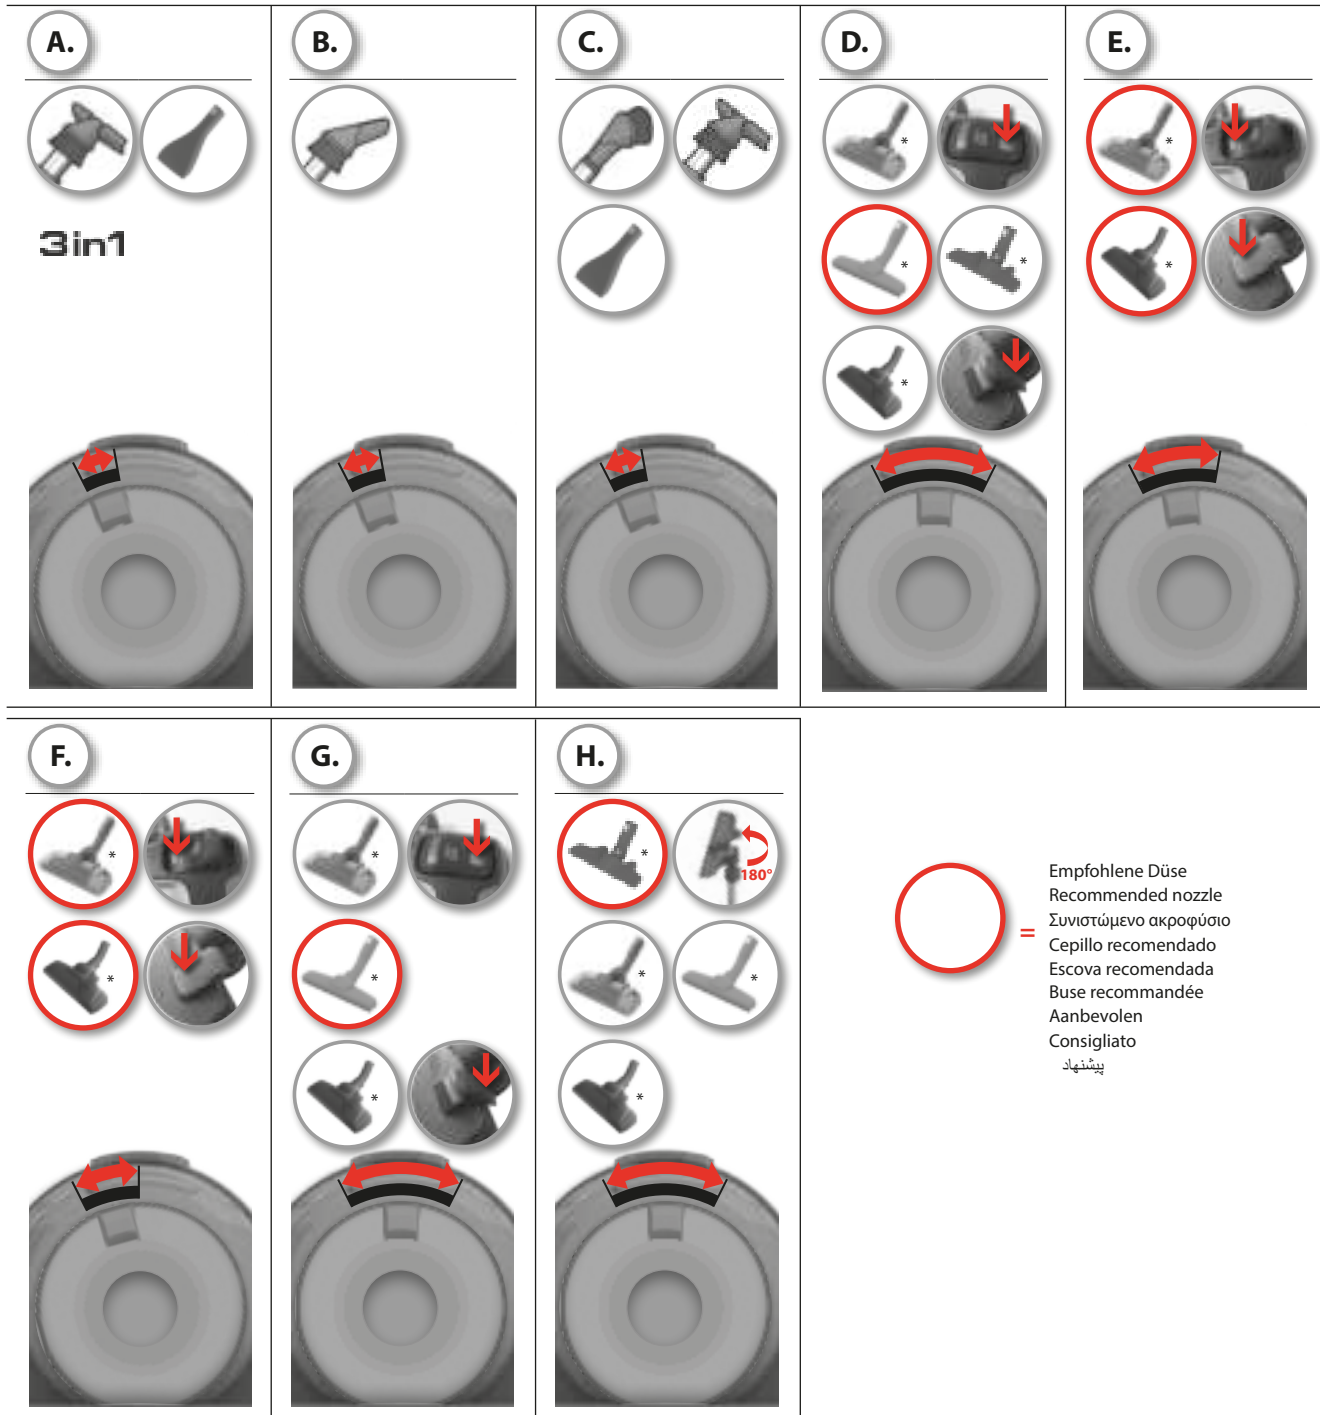 A.
B.
C.
D.
E.
3in1
*
*
*
*
*
*
F.
G.
H.
*
*
*
180°
*
*
*
*
*
*
Empfohlene Düse
Recommended nozzle
Συνιστώμενο ακροφύσιο
=
Cepillo recomendado
Escova recomendada
Buse recommandée
Aanbevolen
Consigliato
پیشنهاد